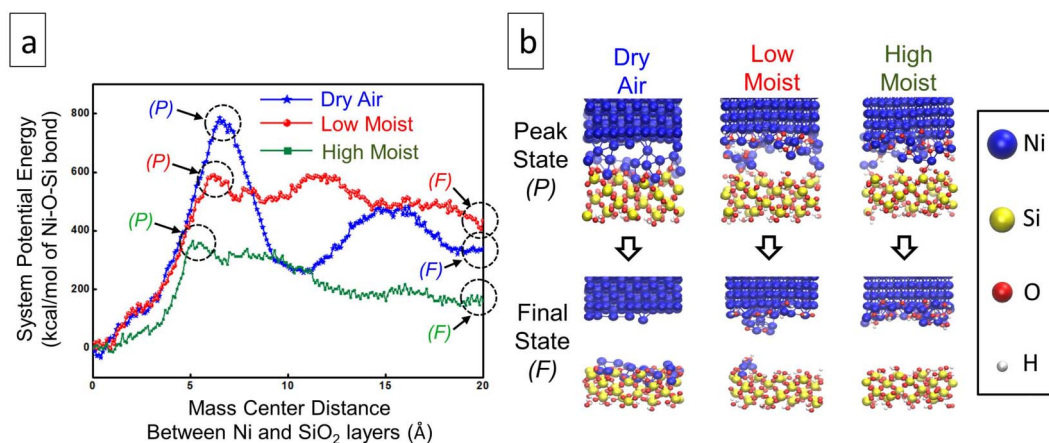 a
System Potential Energy
(kcal/mol of Ni-O-Si bond)
800
600
400
200
0
0
5
10
15
20
Mass Center Distance
Between Ni and SiO₂ layers (Å)
Dry Air
Low Moist
High Moist
(P)
(P)
(P)
(F)
(F)
(F)
b
Dry
Air
Low
Moist
High
Moist
Peak
State
(P)
Final
State
(F)
Ni
Si
O
H